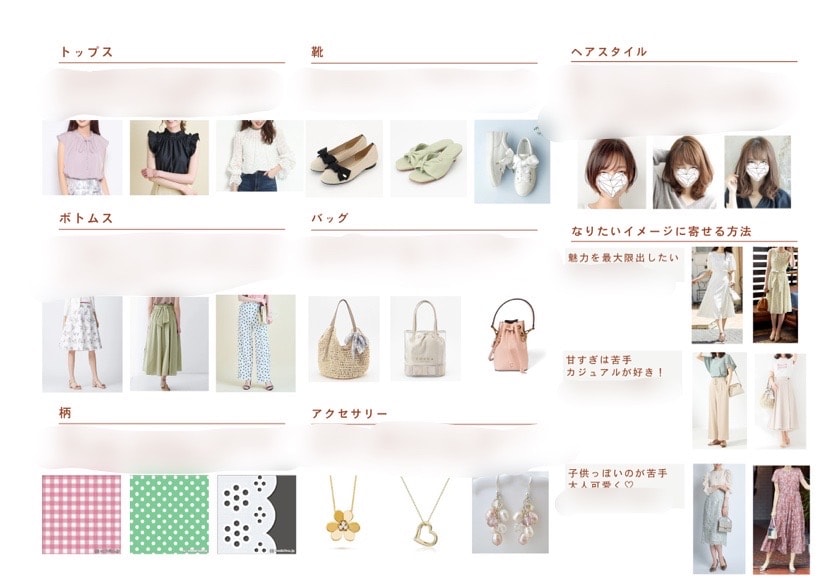 トップス
靴
ヘアスタイル
ボトムス
バッグ
なりたいイメージに寄せる方法
魅力を最大限出したい
甘すぎは苦手
カジュアルが好き！
柄
アクセサリー
子供っぽいのが苦手
大人可愛く♡